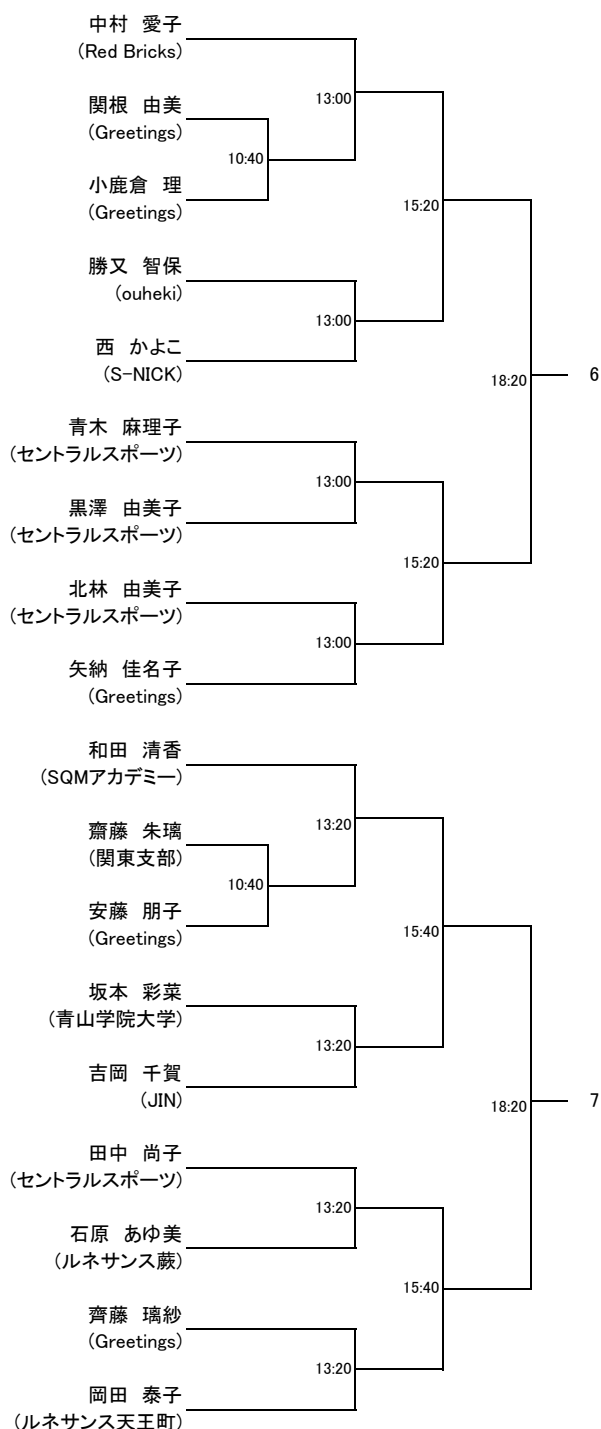 中村　愛子
(Red Bricks)
13:00
関根　由美
(Greetings)
10:40
小鹿倉　理
(Greetings)
15:20
勝又　智保
(ouheki)
13:00
西　かよこ
(S-NICK)
18:20
6
青木　麻理子
(セントラルスポーツ)
13:00
黒澤　由美子
(セントラルスポーツ)
15:20
北林　由美子
(セントラルスポーツ)
13:00
矢納　佳名子
(Greetings)
和田　清香
(SQMアカデミー)
13:20
齋藤　朱璃
(関東支部)
10:40
安藤　朋子
(Greetings)
15:40
坂本　彩菜
(青山学院大学)
13:20
吉岡　千賀
(JIN)
18:20
7
田中　尚子
(セントラルスポーツ)
13:20
石原　あゆ美
(ルネサンス蕨)
15:40
齊藤　璃紗
(Greetings)
13:20
岡田　泰子
(ルネサンス天王町)